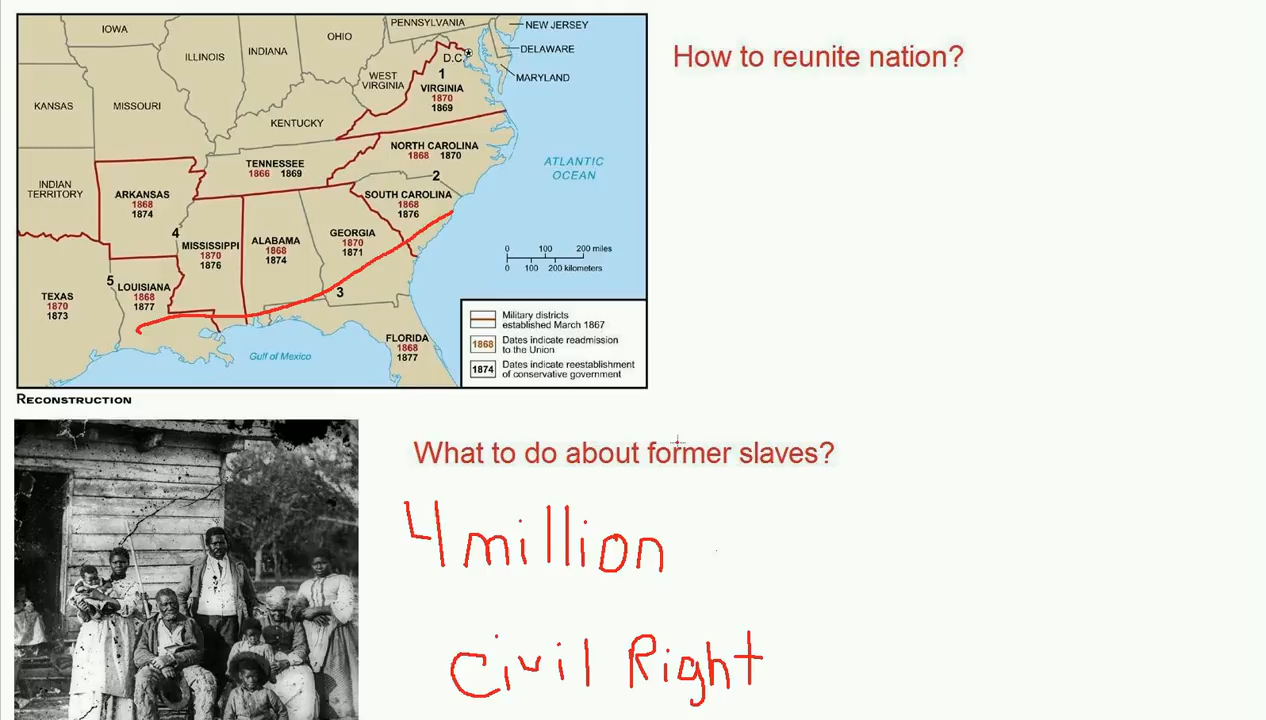 IOWA
ILLINOIS
INDIANA
OHIO
PENNSYLVANIA
NEW JERSEY
DELAWARE
MARYLAND
D.C.
WEST
VIRGINIA
1
VIRGINIA
1870
1869
KANSAS
MISSOURI
KENTUCKY
NORTH CAROLINA
1868 1870
TENNESSEE
1866 1869
2
INDIAN
TERRITORY
ARKANSAS
1868
1874
SOUTH CAROLINA
1868
1876
ATLANTIC
OCEAN
4
MISSISSIPPI
1870
1876
ALABAMA
1868
1874
GEORGIA
1870
1871
0 100 200 miles
0 100 200 kilometers
5
LOUISIANA
1868
1877
3
TEXAS
1870
1873
FLORIDA
1868
1877
Gulf of Mexico
Military districts
established March 1867
1868 Dates indicate readmission
to the Union
1874 Dates indicate reestablishment
of conservative government
RECONSTRUCTION
How to reunite nation?
What to do about former slaves?
4 million
Civil Right